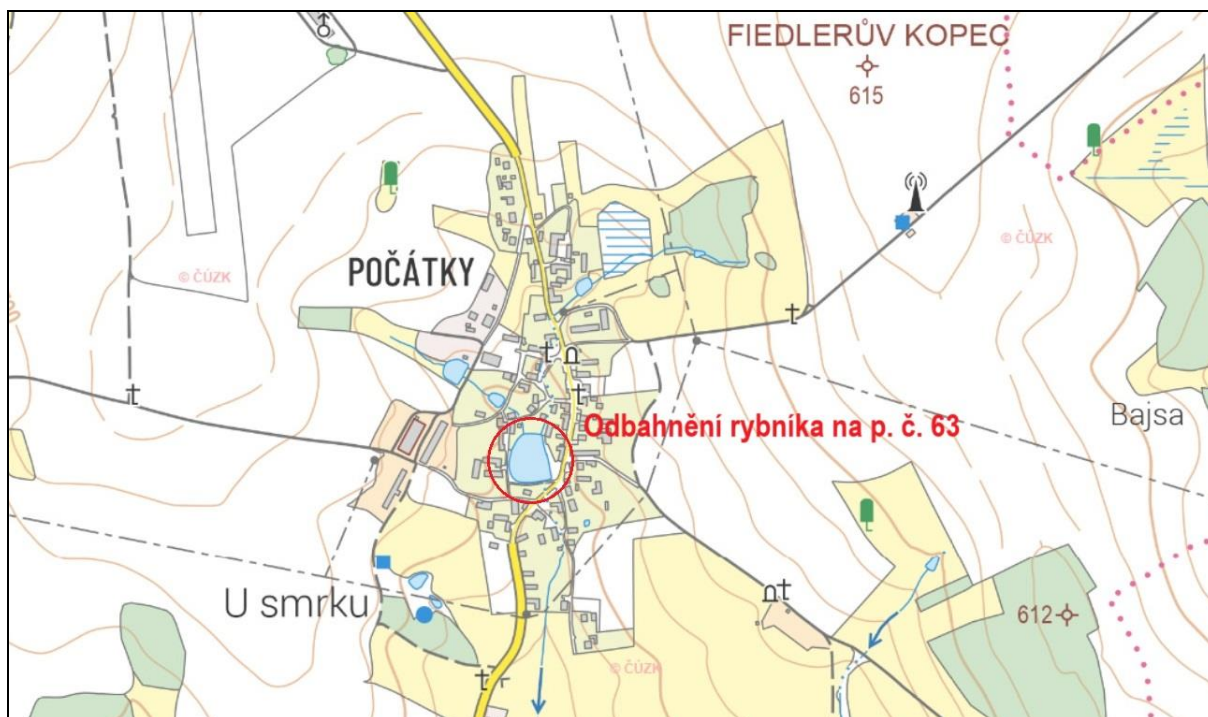 FIEDLERŮV KOPEC
615
© ČÚZK
© ČÚZK
POČÁTKY
Odbahnění rybníka na p. č. 63
Bajsa
U smrku
612
© ČÚZK